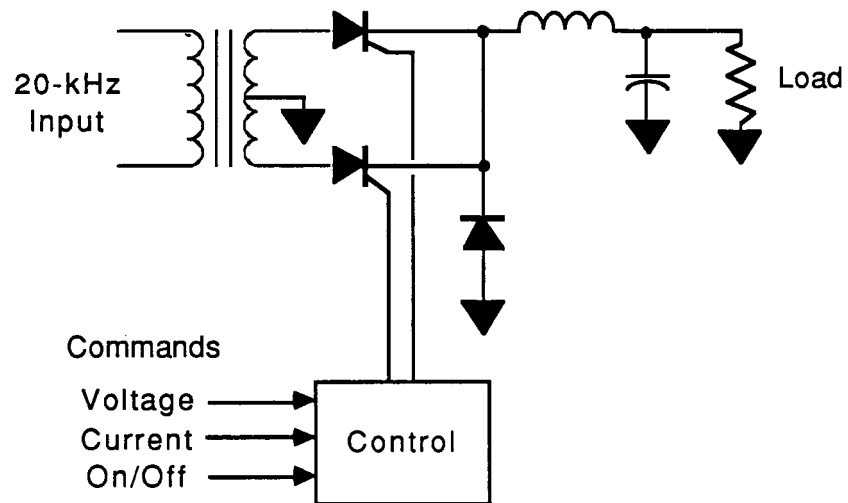 20-kHz
Input
Load
Commands
Voltage
Current
On/Off
Control